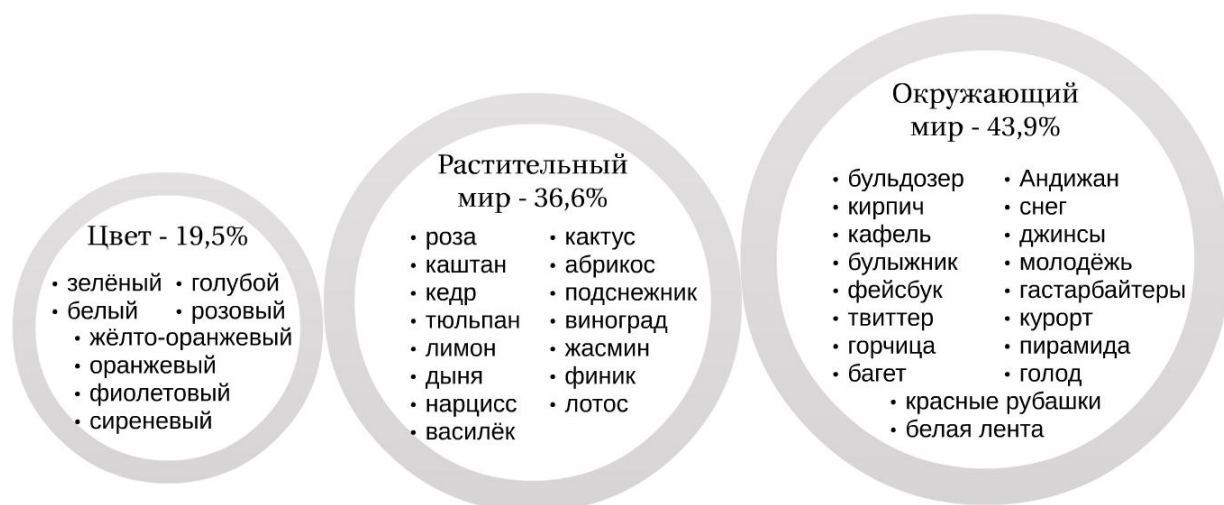 Цвет - 19,5%
• зелёный • голубой
• белый • розовый
• жёлто-оранжевый
• оранжевый
• фиолетовый
• сиреневый
Растительный
мир - 36,6%
• роза • кактус
• каштан • абрикос
• кедр • подснежник
• тюльпан • виноград
• лимон • жасмин
• дыня • финик
• нарцисс • лотос
• василёк
Окружающий
мир - 43,9%
• бульдозер • Андижан
• кирпич • снег
• кафель • джинсы
• булыжник • молодёжь
• фейсбук • гастарбайтеры
• твиттер • курорт
• горчица • пирамида
• багет • голод
• красные рубашки
• белая лента